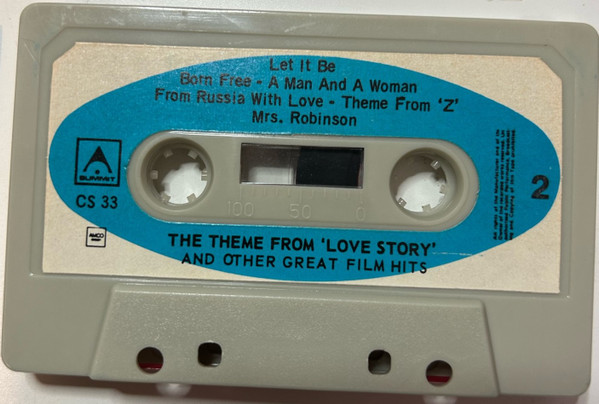 Let It Be
Born Free - A Man And A Woman
From Russia With Love - Theme From 'Z'
Mrs. Robinson
SUMMIT
CS 33
100 50 0
2
AMCO
THE THEME FROM 'LOVE STORY'
AND OTHER GREAT FILM HITS